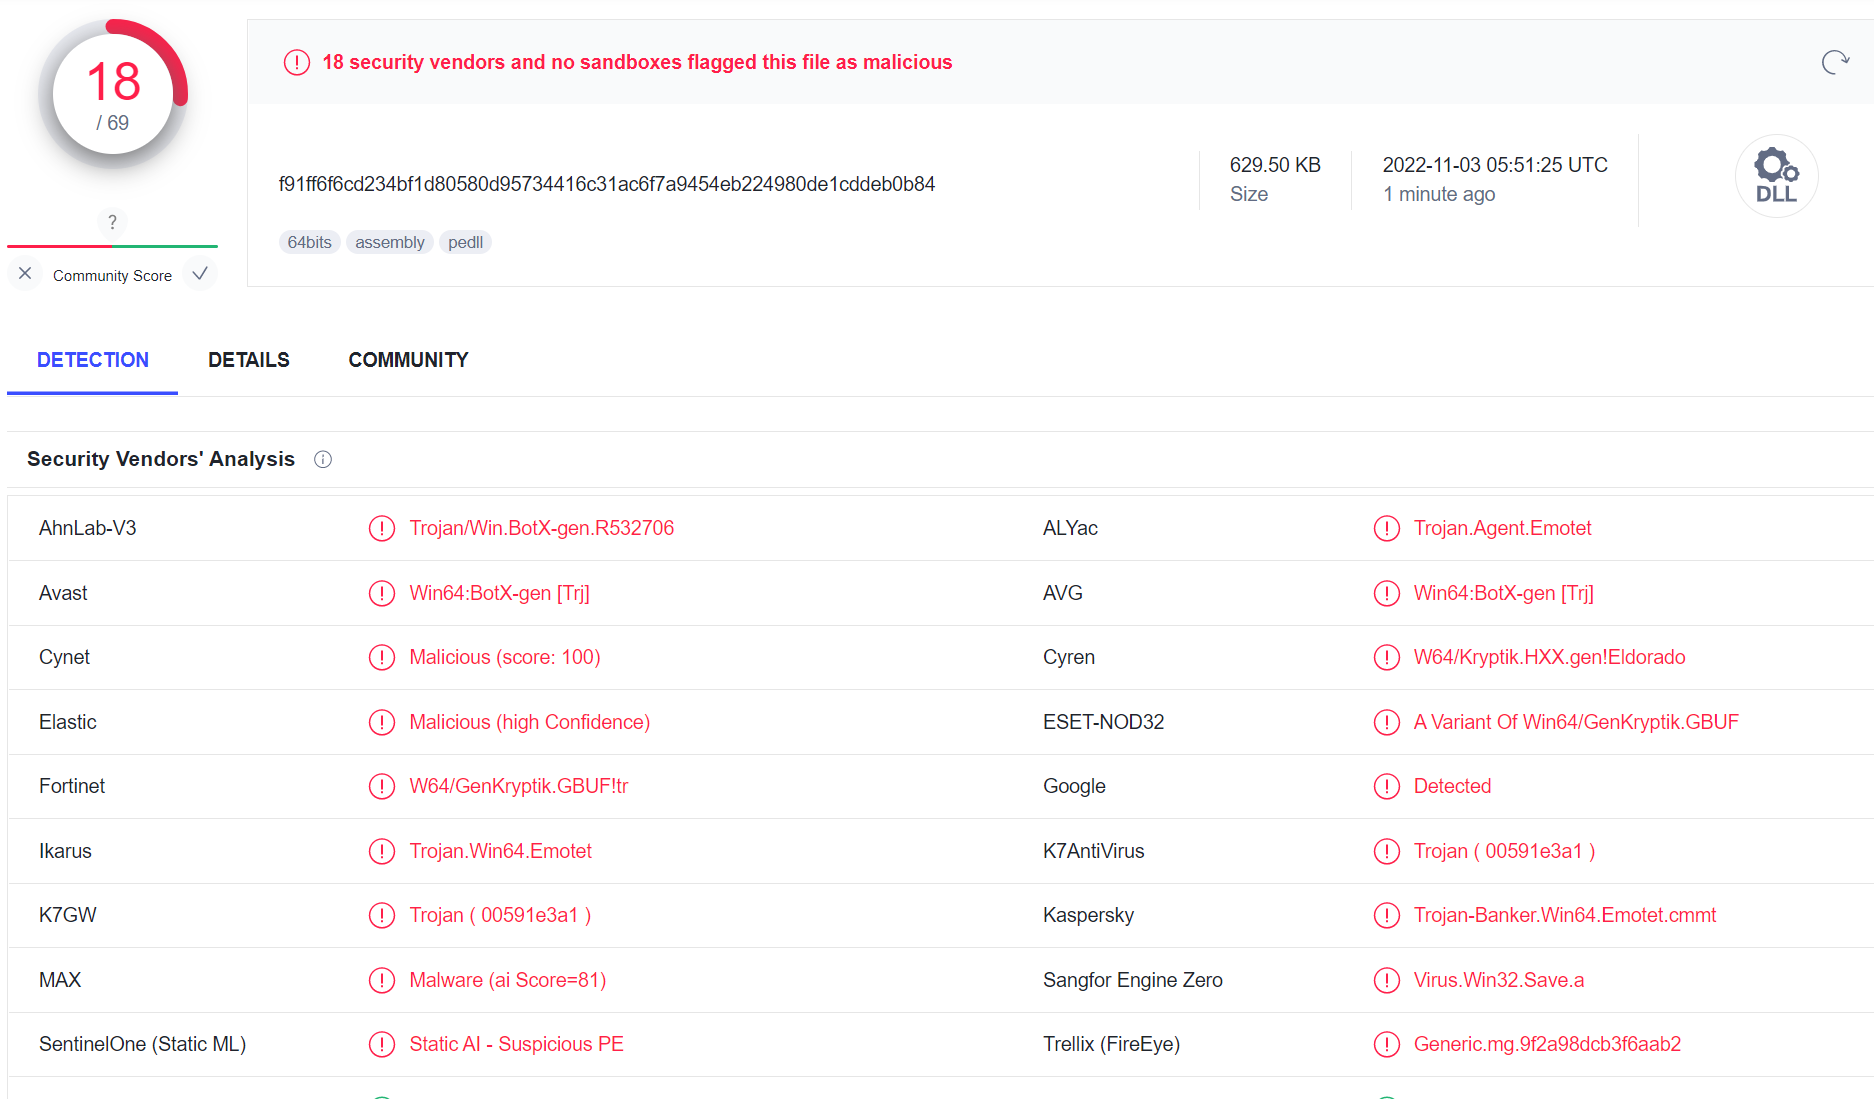 18
/ 69
?
Community Score
18 security vendors and no sandboxes flagged this file as malicious
f91ff6f6cd234bf1d80580d95734416c31ac6f7a9454eb224980de1cddeb0b84
64bits assembly pedll
629.50 KB
Size
2022-11-03 05:51:25 UTC
1 minute ago
DLL
DETECTION DETAILS COMMUNITY
Security Vendors' Analysis
AhnLab-V3 Trojan/Win.BotX-gen.R532706 ALYac Trojan.Agent.Emotet
Avast Win64:BotX-gen [Trj] AVG Win64:BotX-gen [Trj]
Cynet Malicious (score: 100) Cyren W64/Kryptik.HXX.gen!Eldorado
Elastic Malicious (high Confidence) ESET-NOD32 A Variant Of Win64/GenKryptik.GBUF
Fortinet W64/GenKryptik.GBUF!tr Google Detected
Ikarus Trojan.Win64.Emotet K7AntiVirus Trojan ( 00591e3a1 )
K7GW Trojan ( 00591e3a1 ) Kaspersky Trojan-Banker.Win64.Emotet.cmmt
MAX Malware (ai Score=81) Sangfor Engine Zero Virus.Win32.Save.a
SentinelOne (Static ML) Static AI - Suspicious PE Trellix (FireEye) Generic.mg.9f2a98dcb3f6aab2